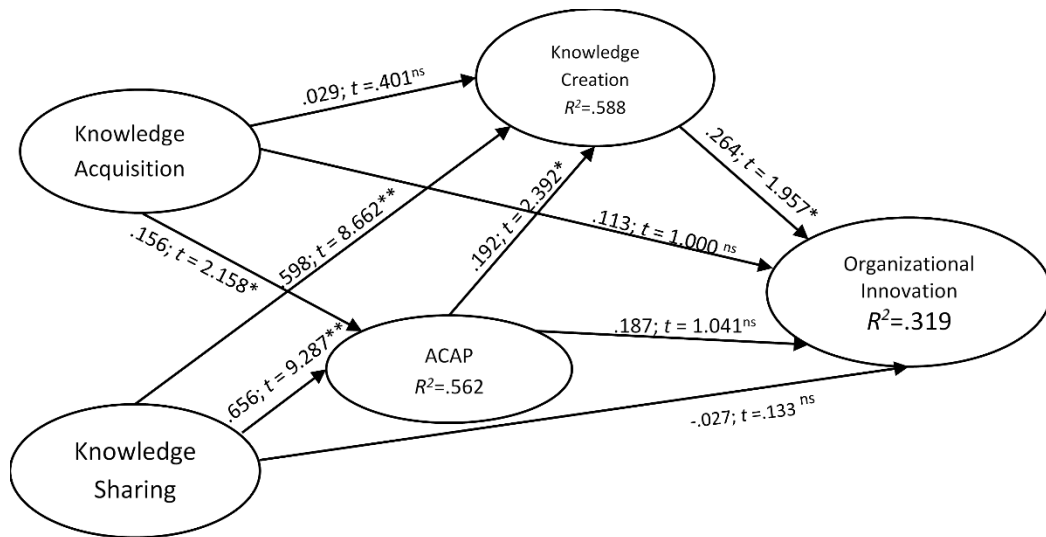 Knowledge
Creation
R²=.588
.029; t =.401ⁿˢ
Knowledge
Acquisition
.264; t = 1.957*
.598; t = 8.662**
.192; t = 2.392*
.113; t = 1.000 ⁿˢ
.156; t = 2.158*
Organizational
Innovation
R²=.319
.187; t = 1.041ⁿˢ
ACAP
R²=.562
.656; t = 9.287**
-.027; t =.133 ⁿˢ
Knowledge
Sharing